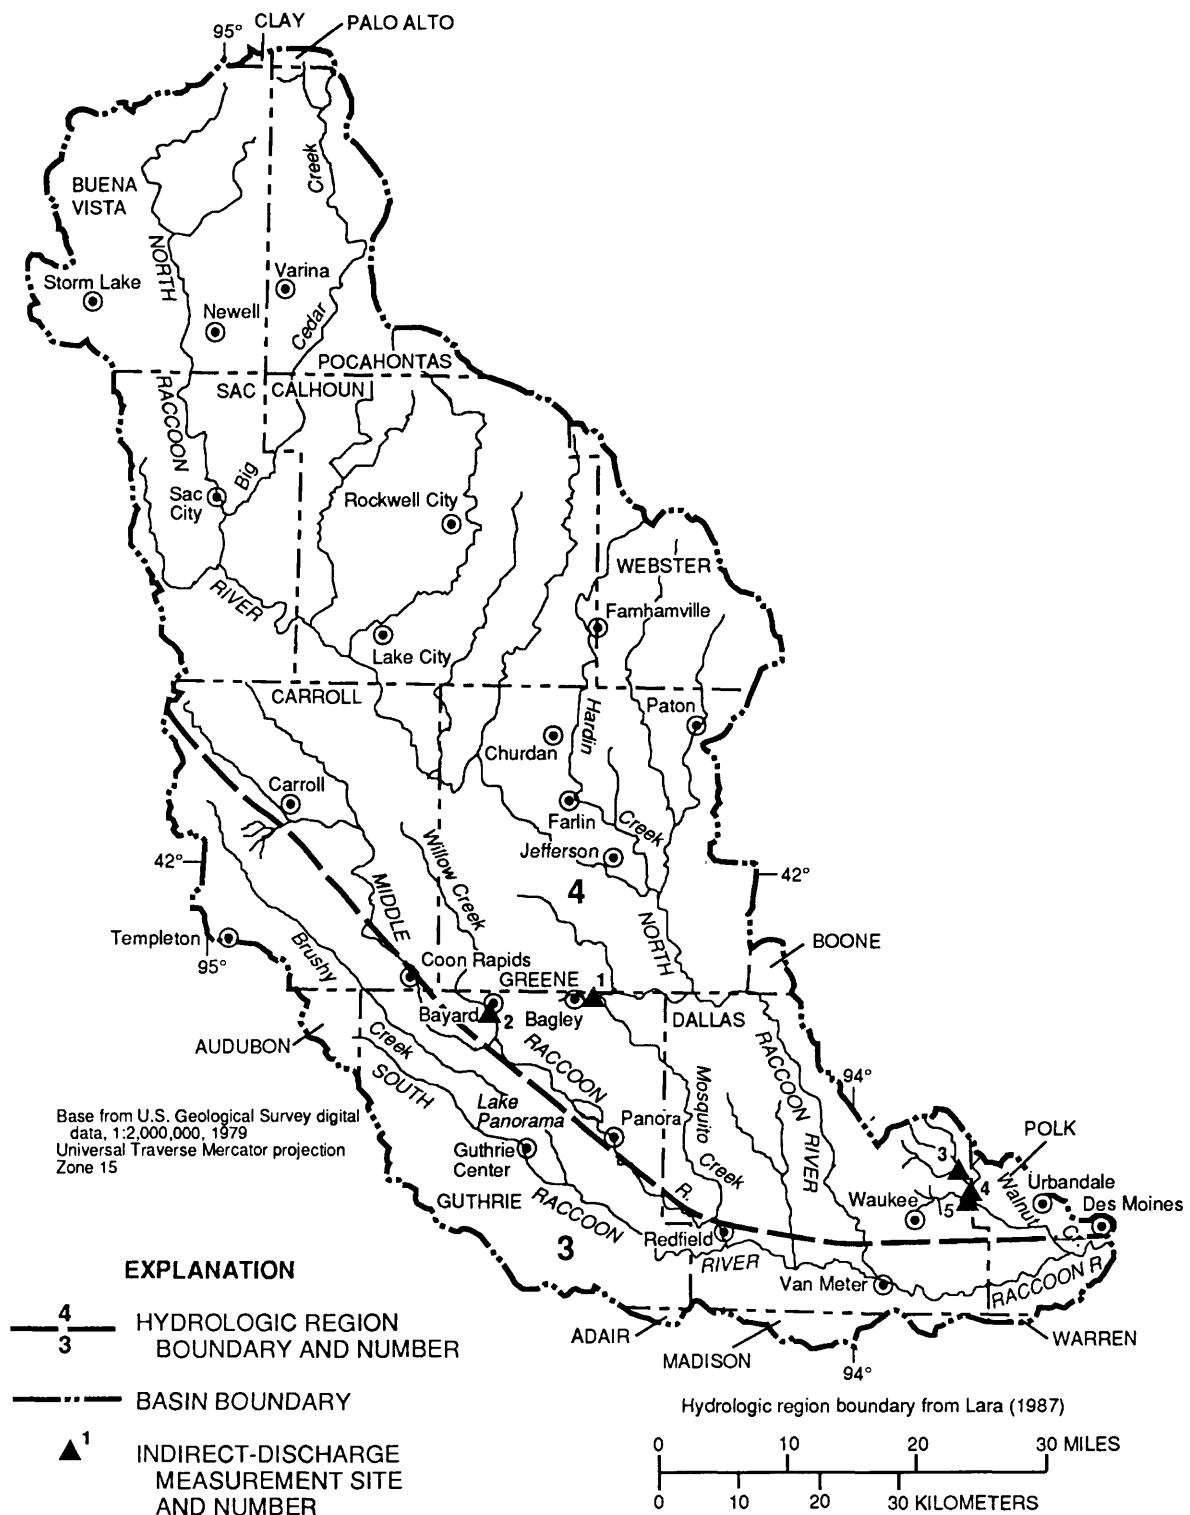 95°
CLAY
PALO ALTO
BUENA
VISTA
Creek
NORTH
Storm Lake
Varina
Newell
Cedar
POCAHONTAS
SAC
CALHOUN
RACCOON
Big
Sac
City
Rockwell City
WEBSTER
RIVER
Farnhamville
Lake City
CARROLL
Hardin
Paton
Churdan
Carroll
Farlin
Creek
Jefferson
Willow Creek
42°
42°
4
MIDDLE
NORTH
Templeton
95°
Brushy
BOONE
Coon Rapids
GREENE
1
Bayard
2
Bagley
DALLAS
AUDUBON
Creek
RACCOON
RACCOON RIVER
SOUTH
94°
Mosquito Creek
Lake
Panorama
Panora
Base from U.S. Geological Survey digital
data, 1:2,000,000, 1979
Universal Traverse Mercator projection
Zone 15
POLK
3
Guthrie
Center
4
Walnut
Urbandale
R.
Waukee
5
Des Moines
GUTHRIE
RACCOON
C.
3
Redfield
RIVER
Van Meter
RACCOON R.
ADAIR
MADISON
WARREN
94°
EXPLANATION
4
3
HYDROLOGIC REGION
BOUNDARY AND NUMBER
BASIN BOUNDARY
1
INDIRECT-DISCHARGE
MEASUREMENT SITE
AND NUMBER
Hydrologic region boundary from Lara (1987)
0 10 20 30 MILES
0 10 20 30 KILOMETERS